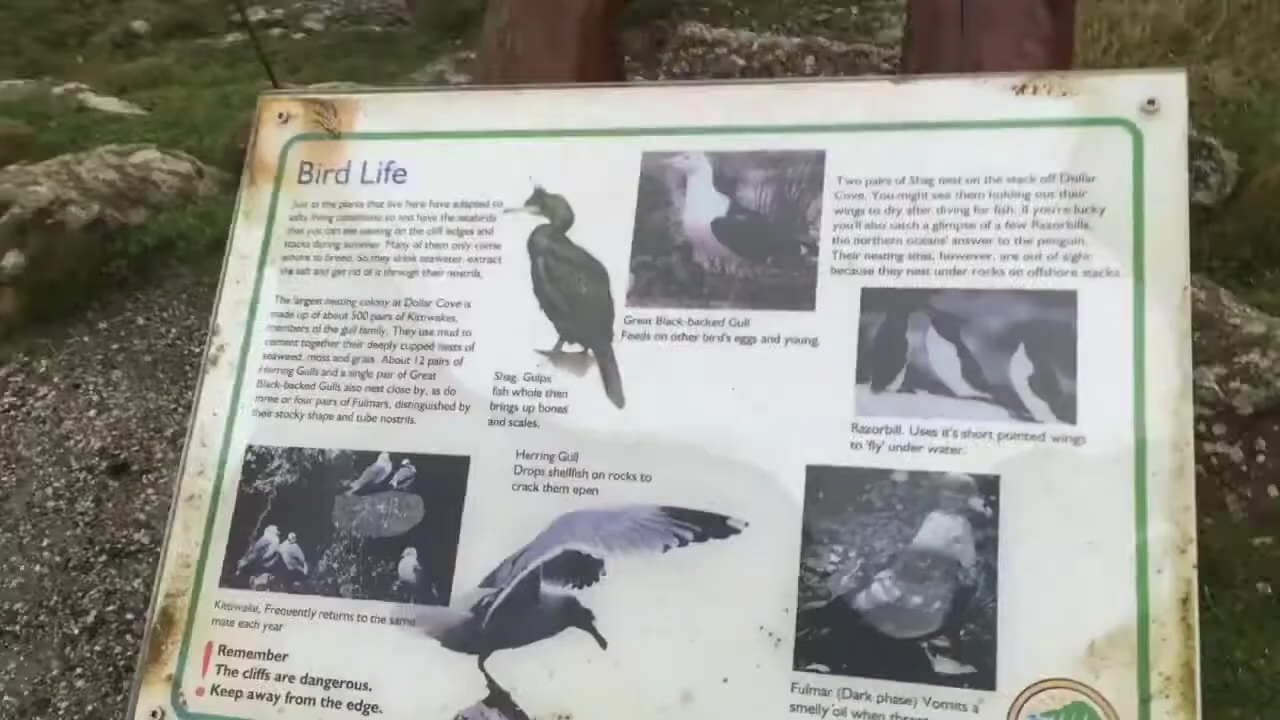 Bird Life
Just as the plants that live here have adapted to
salty living conditions so too have the seabirds
that you can see nesting on the cliff ledges and
stacks during summer. Many of them only come
ashore to breed. So they drink seawater, extract
the salt and get rid of it through their nostrils.
The largest nesting colony at Dollar Cove is
made up of about 500 pairs of Kittiwakes,
members of the gull family. They use mud to
cement together their deeply cupped nests of
seaweed, moss and grass. About 12 pairs of
Herring Gulls and a single pair of Great
Black-backed Gulls also nest close by, as do
three or four pairs of Fulmars, distinguished by
their stocky shape and tube nostrils.
Kittiwake, Frequently returns to the same
mate each year
Remember
The cliffs are dangerous.
Keep away from the edge.
Shag. Gulps
fish whole then
brings up bones
and scales.
Herring Gull
Drops shellfish on rocks to
crack them open
Great Black-backed Gull
Feeds on other bird's eggs and young.
Two pairs of Shag nest on the stack off Dollar
Cove. You might see them holding out their
wings to dry after diving for fish. If you're lucky
you'll also catch a glimpse of a few Razorbills,
the northern oceans' answer to the penguin.
Their nesting sites, however, are out of sight
because they nest under rocks on offshore stacks.
Razorbill. Uses it's short pointed wings
to 'fly' under water.
Fulmar (Dark phase) Vomits a
smelly oil when